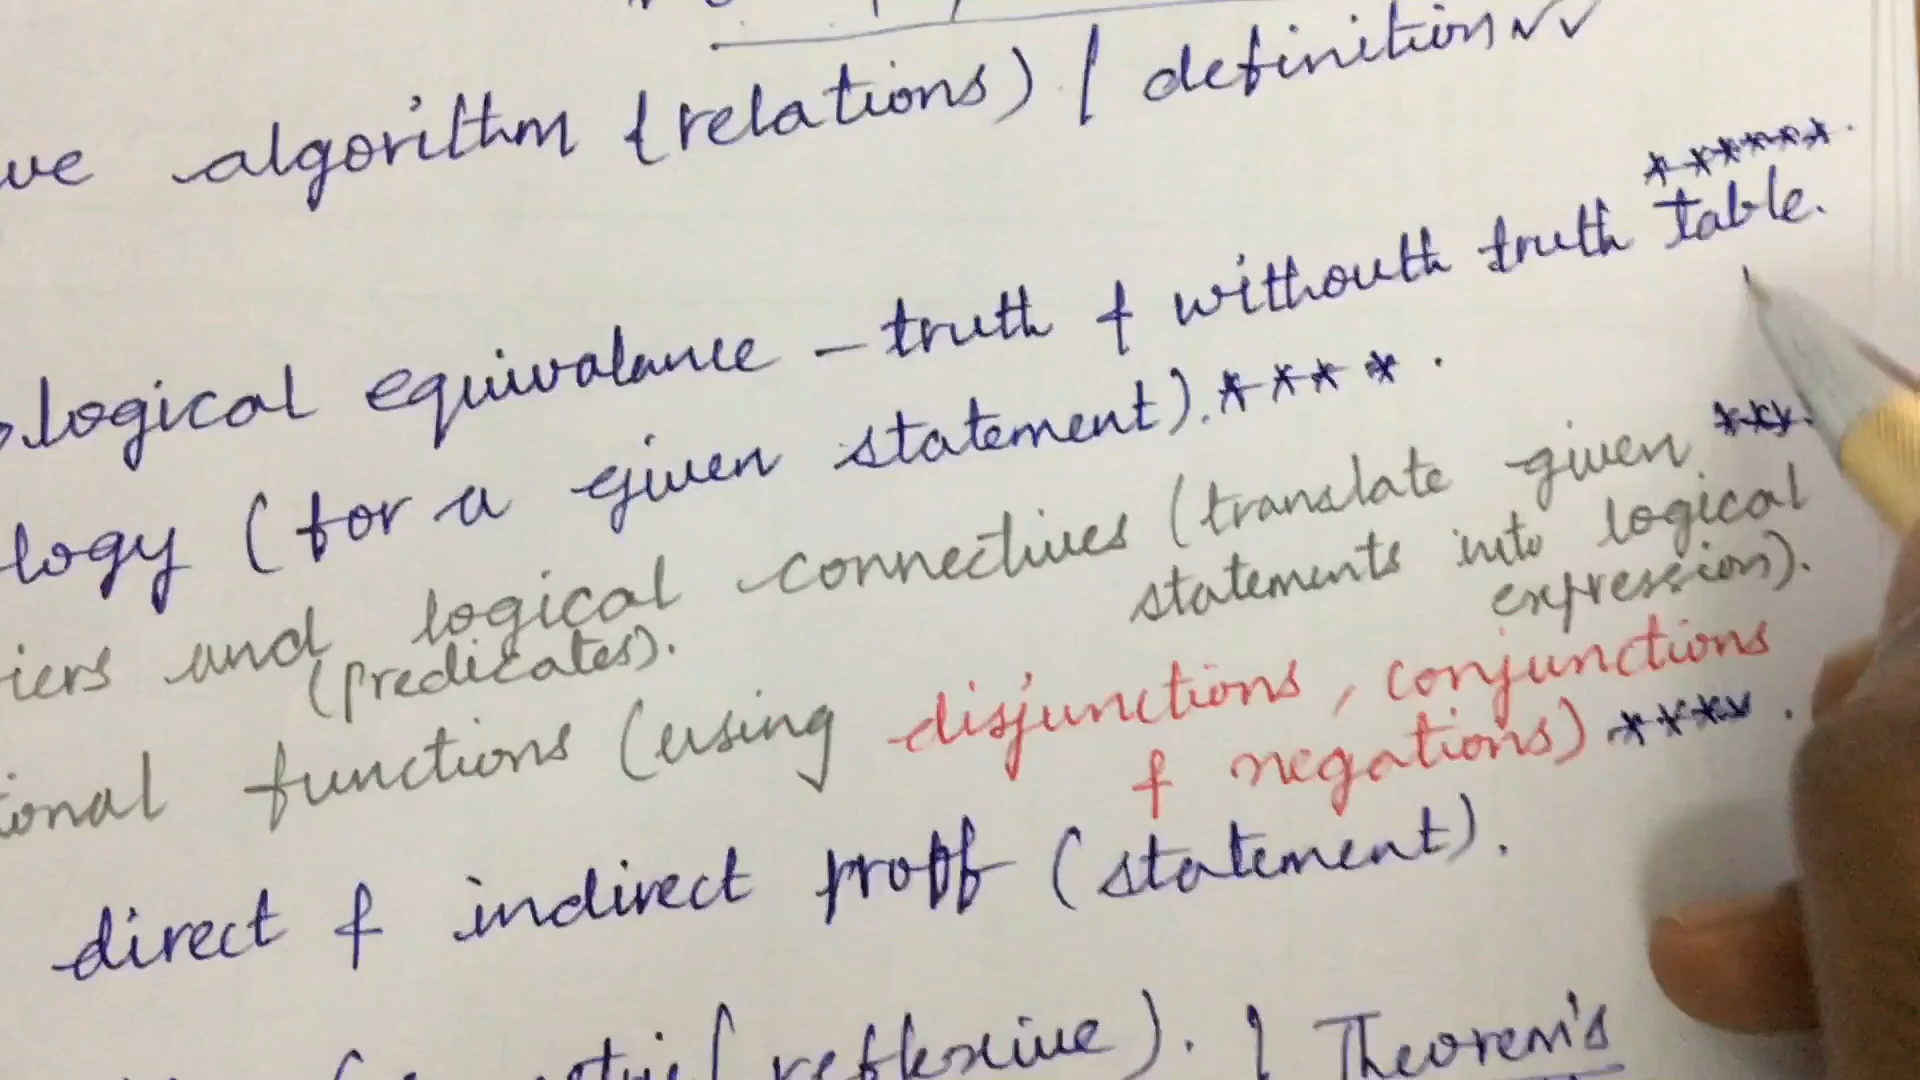 ve algorithm {relations) / definition ✓✓
******.
logical equivalance - truth & withouth truth table.
logy (for a given statement). **** .
iers and logical connectives (translate given ***.
(predicates). statements into logical
expression).
ional functions (using disjunctions, conjunctions
& negations) **** .
direct & indirect proff (statement).
reflexive). } Theorem's